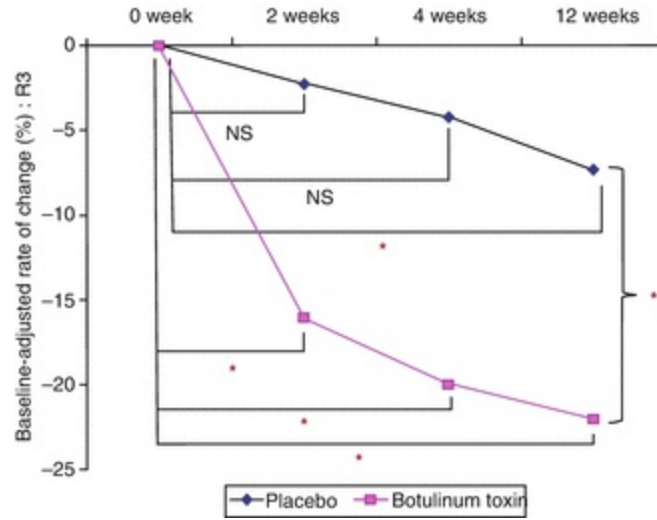 0 week 2 weeks 4 weeks 12 weeks
0
−5
−10
−15
−20
−25
Baseline-adjusted rate of change (%) : R3
NS
NS
*
*
*
*
*
Placebo Botulinum toxin